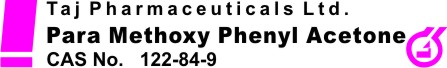 Taj Pharmaceuticals Ltd.
Para Methoxy Phenyl Acetone
CAS No. 122-84-9